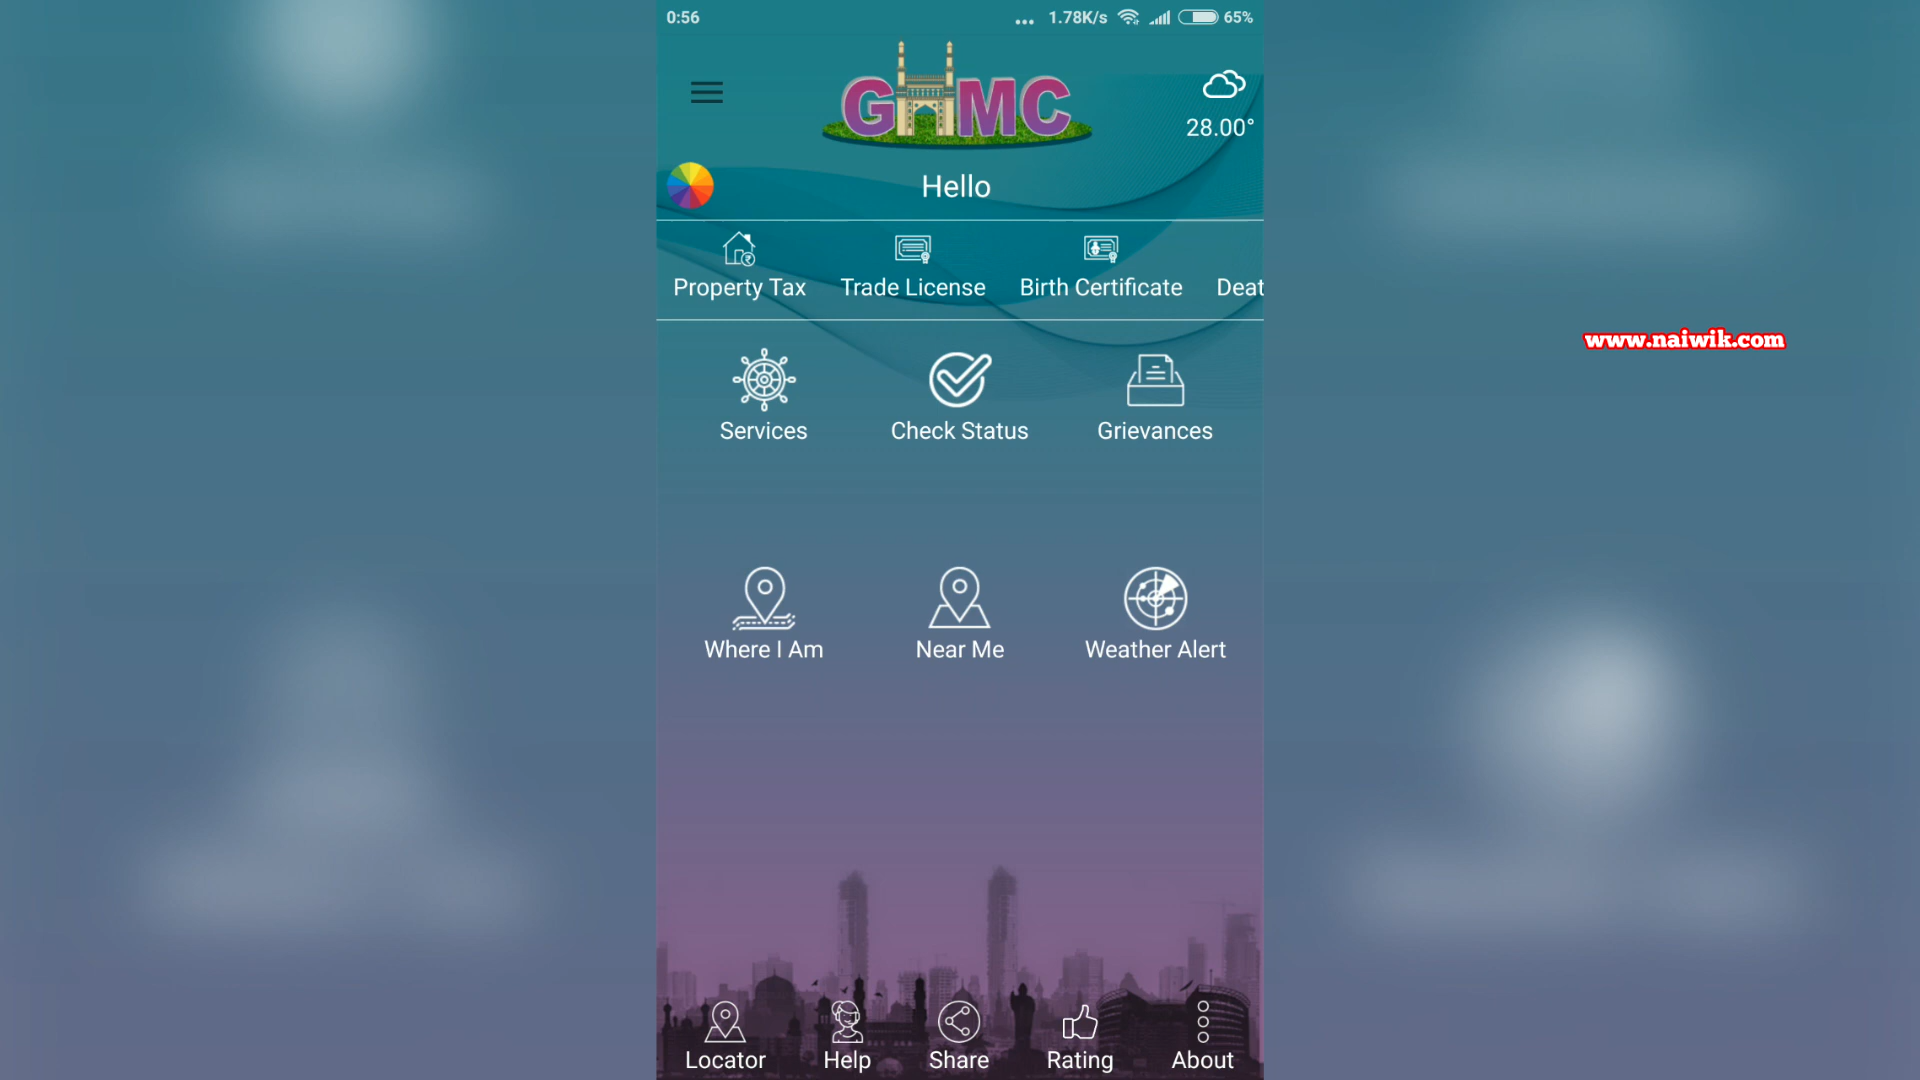 0:56 ... 1.78K/s 65%
GHMC
28.00°
Hello
Property Tax Trade License Birth Certificate Deat
www.naiwik.com
Services Check Status Grievances
Where I Am Near Me Weather Alert
Locator Help Share Rating About